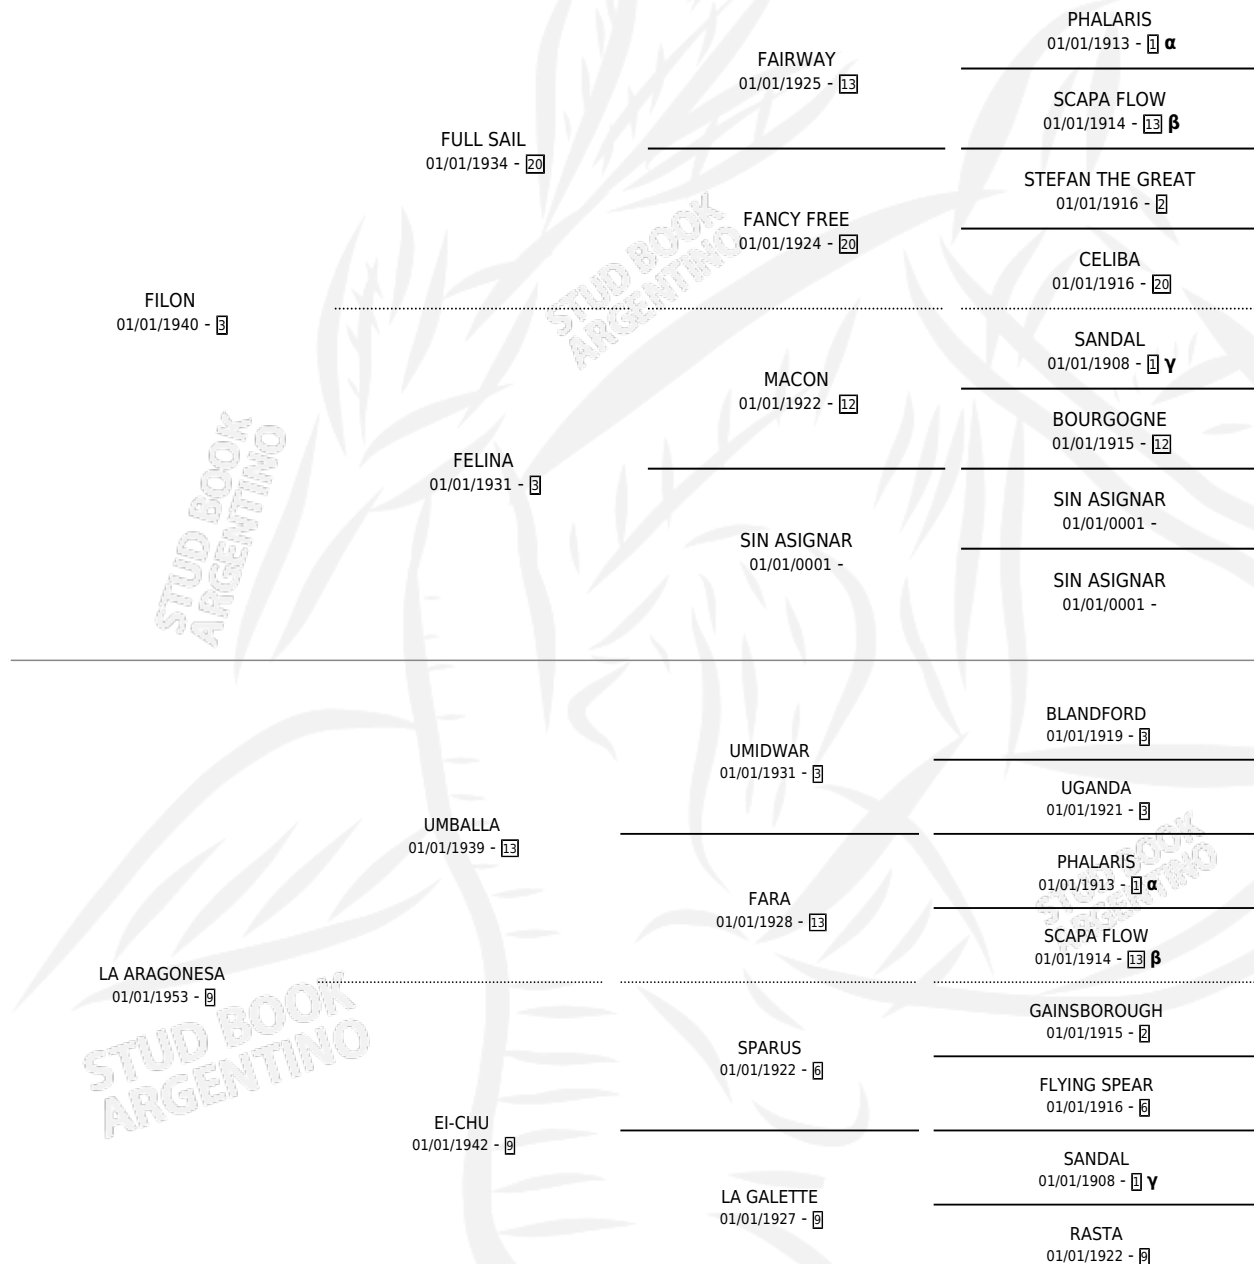 PHALARIS
01/01/1913 - 1 α
FAIRWAY
01/01/1925 - 13
SCAPA FLOW
01/01/1914 - 13 β
FULL SAIL
01/01/1934 - 20
STEFAN THE GREAT
01/01/1916 - 2
FANCY FREE
01/01/1924 - 20
CELIBA
01/01/1916 - 20
FILON
01/01/1940 - 3
SANDAL
01/01/1908 - 1 γ
MACON
01/01/1922 - 12
BOURGOGNE
01/01/1915 - 12
FELINA
01/01/1931 - 3
SIN ASIGNAR
01/01/0001 -
SIN ASIGNAR
01/01/0001 -
SIN ASIGNAR
01/01/0001 -
BLANDFORD
01/01/1919 - 3
UMIDWAR
01/01/1931 - 3
UGANDA
01/01/1921 - 3
UMBALLA
01/01/1939 - 13
PHALARIS
01/01/1913 - 1 α
FARA
01/01/1928 - 13
SCAPA FLOW
01/01/1914 - 13 β
LA ARAGONESA
01/01/1953 - 9
GAINSBOROUGH
01/01/1915 - 2
SPARUS
01/01/1922 - 6
FLYING SPEAR
01/01/1916 - 6
EI-CHU
01/01/1942 - 9
SANDAL
01/01/1908 - 1 γ
LA GALETTE
01/01/1927 - 9
RASTA
01/01/1922 - 9
STUD BOOK
ARGENTINO
STUD BOOK
ARGENTINO
STUD BOOK
ARGENTINO
STUD BOOK
ARGENTINO